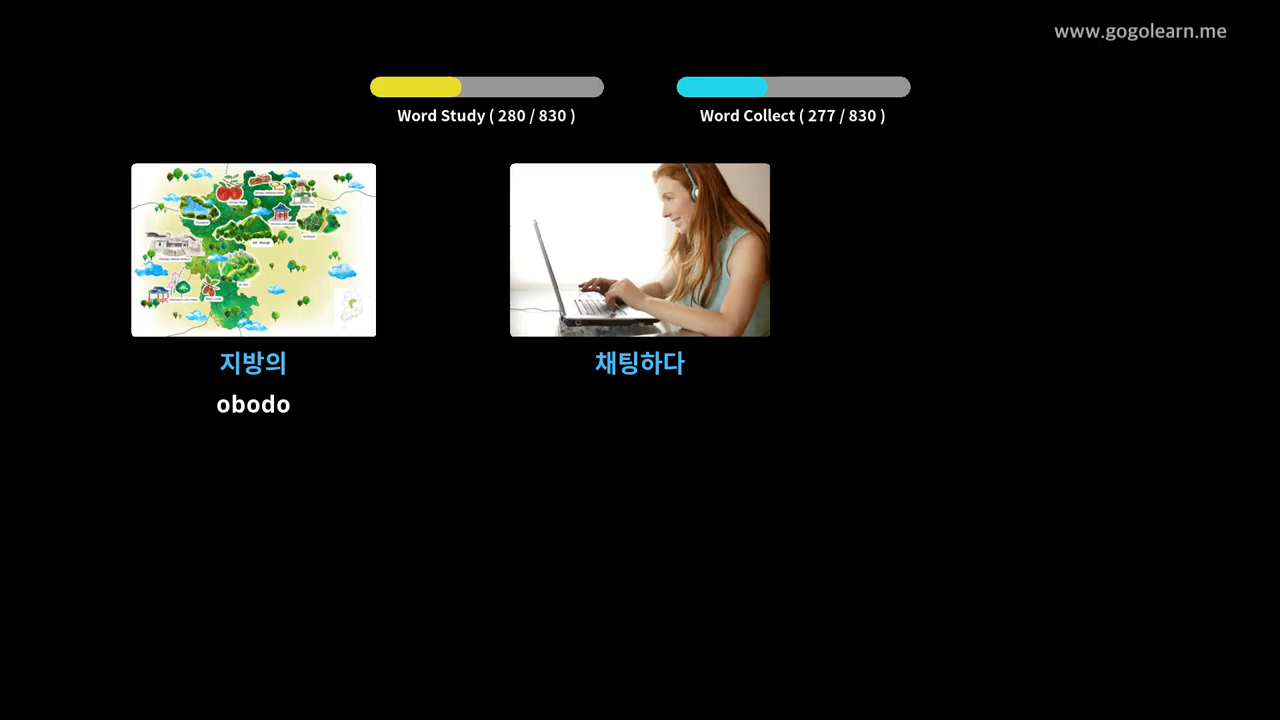 www.gogolearn.me
Word Study ( 280 / 830 )
Word Collect ( 277 / 830 )
지방의
채팅하다
obodo